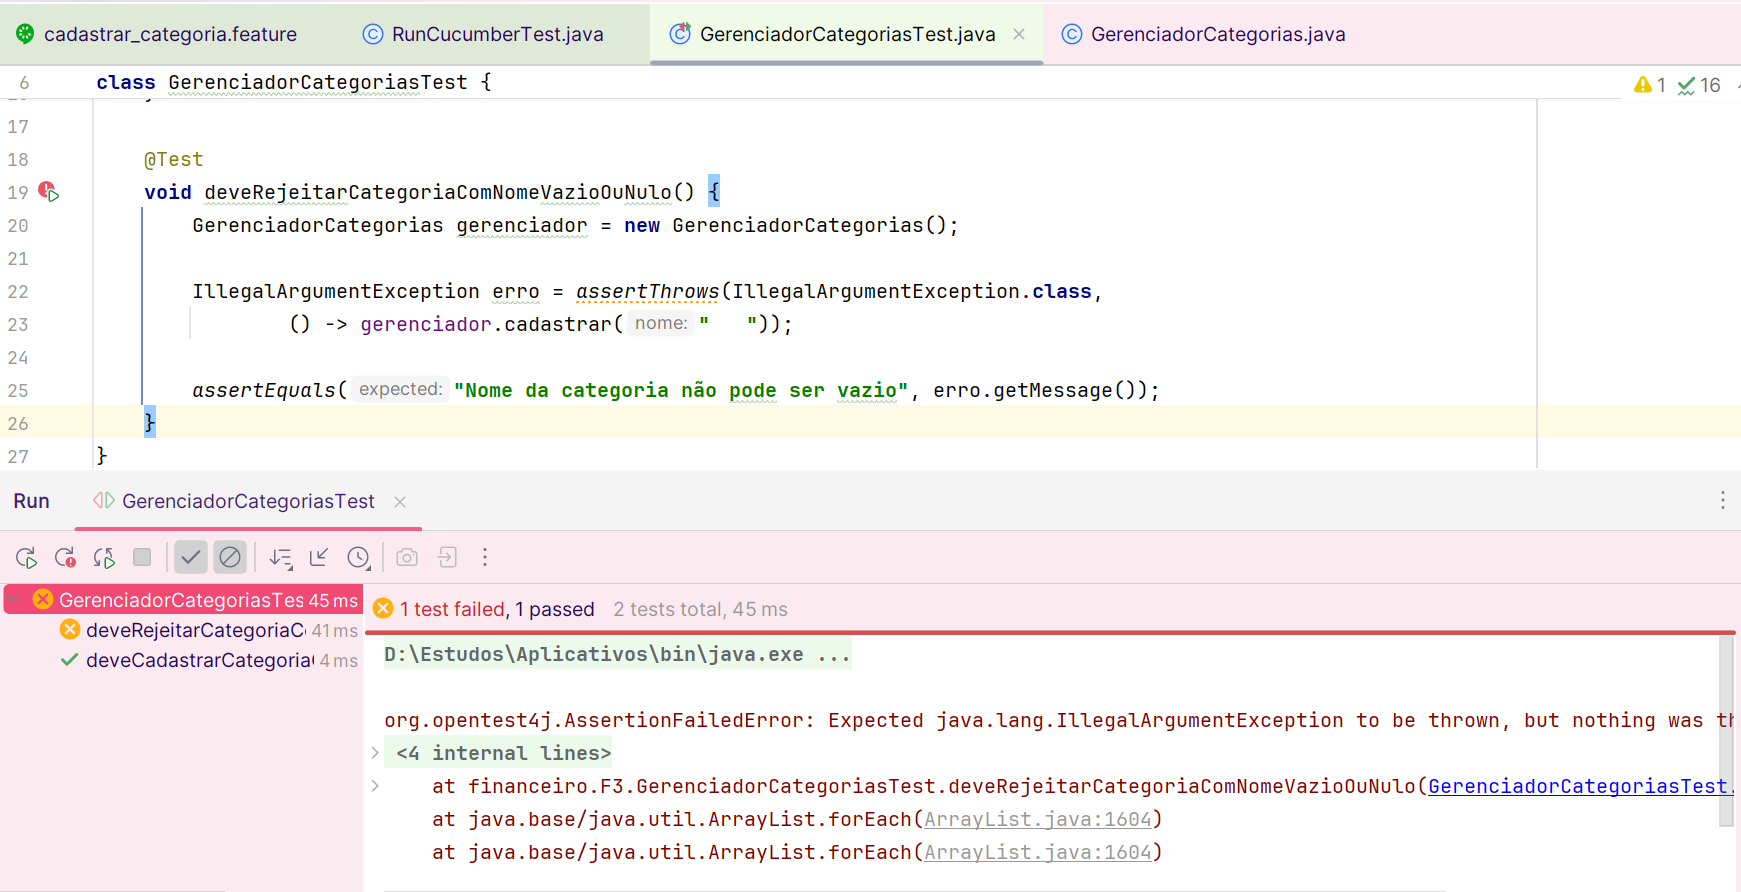 cadastrar_categoria.feature RunCucumberTest.java GerenciadorCategoriasTest.java GerenciadorCategorias.java
6 class GerenciadorCategoriasTest { 1 16
17
18 @Test
19 void deveRejeitarCategoriaComNomeVazioOuNulo() {
20 GerenciadorCategorias gerenciador = new GerenciadorCategorias();
21
22 IllegalArgumentException erro = assertThrows(IllegalArgumentException.class,
23 () -> gerenciador.cadastrar( nome: "   "));
24
25 assertEquals( expected: "Nome da categoria não pode ser vazio", erro.getMessage());
26 }
27 }
Run GerenciadorCategoriasTest
GerenciadorCategoriasTes 45 ms
deveRejeitarCategoriaC 41 ms
deveCadastrarCategoria 4 ms
1 test failed, 1 passed 2 tests total, 45 ms
D:\Estudos\Aplicativos\bin\java.exe ...
org.opentest4j.AssertionFailedError: Expected java.lang.IllegalArgumentException to be thrown, but nothing was th
<4 internal lines>
at financeiro.F3.GerenciadorCategoriasTest.deveRejeitarCategoriaComNomeVazioOuNulo(GerenciadorCategoriasTest.
at java.base/java.util.ArrayList.forEach(ArrayList.java:1604)
at java.base/java.util.ArrayList.forEach(ArrayList.java:1604)